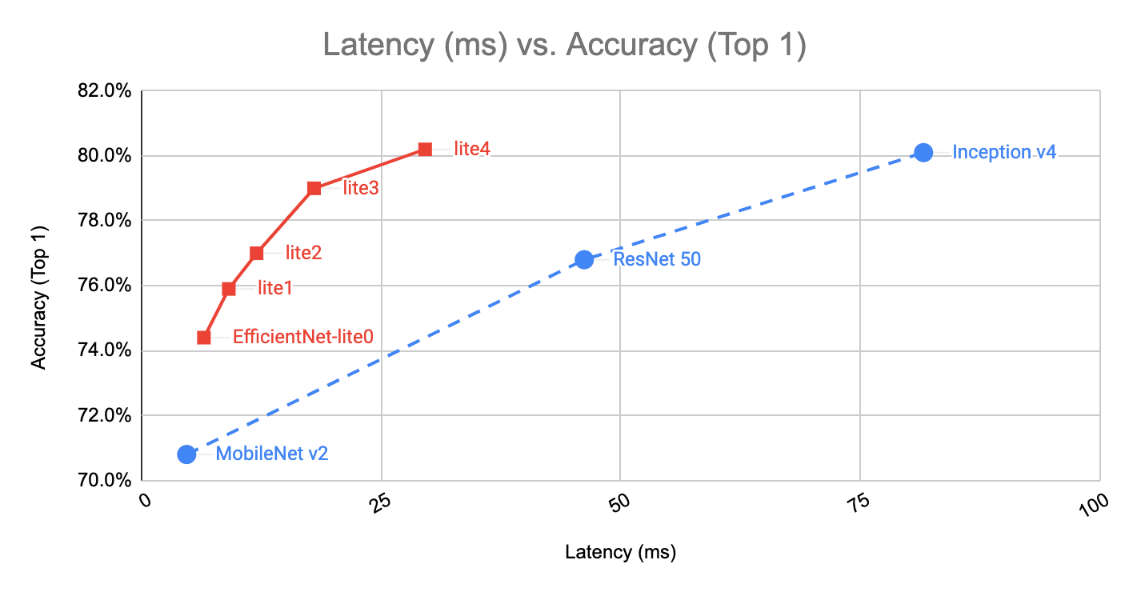 Latency (ms) vs. Accuracy (Top 1)
82.0%
80.0%
78.0%
76.0%
74.0%
72.0%
70.0%
Accuracy (Top 1)
lite4
Inception v4
lite3
lite2
ResNet 50
lite1
EfficientNet-lite0
MobileNet v2
0
25
50
75
100
Latency (ms)